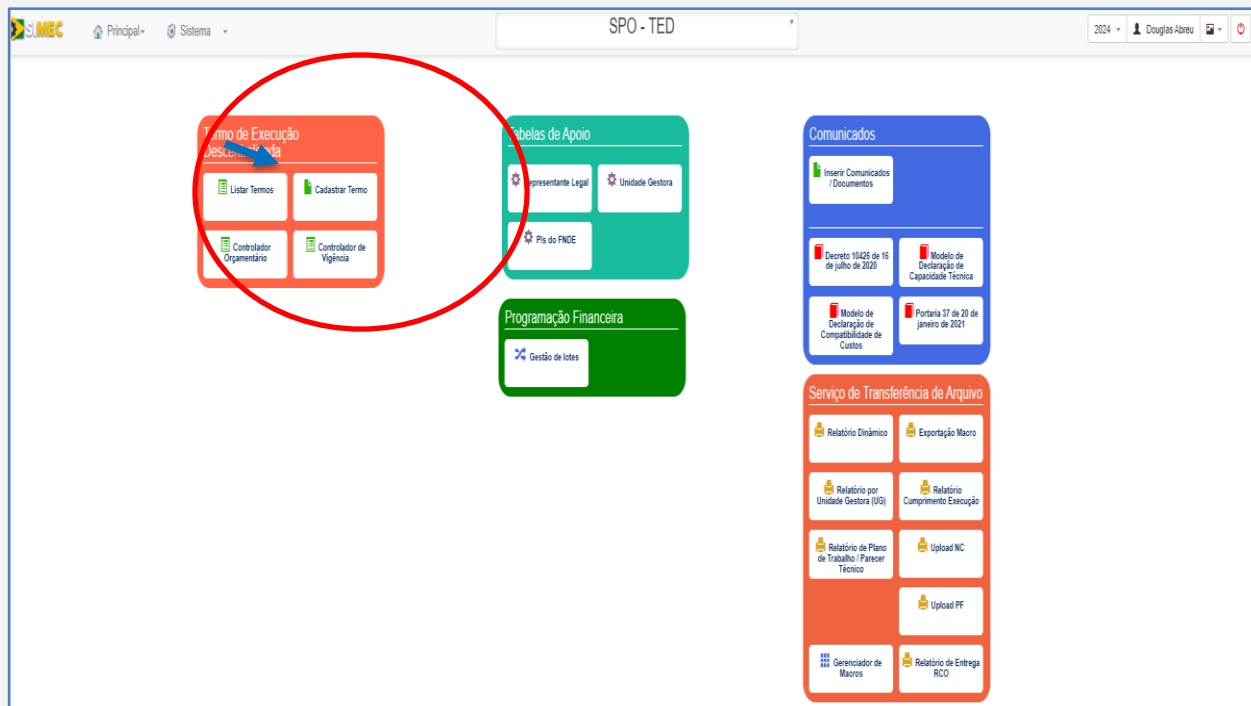 SIMEC
Principal
Sistema
SPO - TED
2024
Douglas Abreu
Termo de Execução
Descentralizada
Listar Termos
Cadastrar Termo
Controlador
Orçamentário
Controlador de
Vigência
Tabelas de Apoio
Representante Legal
Unidade Gestora
PIs do FNDE
Programação Financeira
Gestão de lotes
Comunicados
Inserir Comunicados
/ Documentos
Decreto 10426 de 16
de julho de 2020
Modelo de
Declaração de
Capacidade Técnica
Modelo de
Declaração de
Compatibilidade de
Custos
Portaria 37 de 20 de
janeiro de 2021
Serviço de Transferência de Arquivo
Relatório Dinâmico
Exportação Macro
Relatório por
Unidade Gestora (UG)
Relatório
Cumprimento Execução
Relatório de Plano
de Trabalho / Parecer
Técnico
Upload NC
Upload PF
Gerenciador de
Macros
Relatório de Entrega
RCO